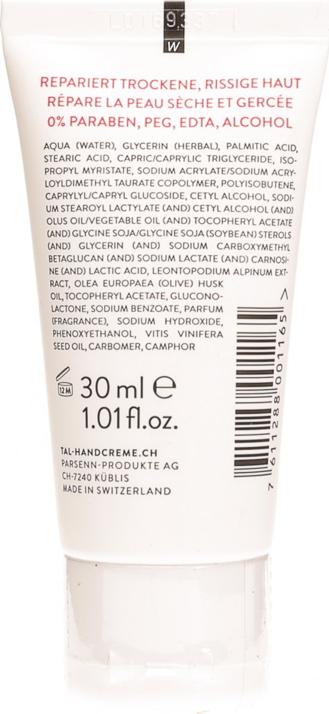 9,33
W
REPARIERT TROCKENE, RISSIGE HAUT
RÉPARE LA PEAU SÈCHE ET GERCÉE
0% PARABEN, PEG, EDTA, ALCOHOL
AQUA (WATER), GLYCERIN (HERBAL), PALMITIC ACID,
STEARIC ACID, CAPRIC/CAPRYLIC TRIGLYCERIDE, ISO-
PROPYL MYRISTATE, SODIUM ACRYLATE/SODIUM ACRY-
LOYLDIMETHYL TAURATE COPOLYMER, POLYISOBUTENE,
CAPRYLYL/CAPRYL GLUCOSIDE, CETYL ALCOHOL, SODI-
UM STEAROYL LACTYLATE (AND) CETYL ALCOHOL (AND)
OLUS OIL/VEGETABLE OIL (AND) TOCOPHERYL ACETATE
(AND) GLYCINE SOJA/GLYCINE SOJA (SOYBEAN) STEROLS
(AND) GLYCERIN (AND) SODIUM CARBOXYMETHYL
BETAGLUCAN (AND) SODIUM LACTATE (AND) CARNOSI-
NE (AND) LACTIC ACID, LEONTOPODIUM ALPINUM EXT-
RACT, OLEA EUROPAEA (OLIVE) HUSK
OIL, TOCOPHERYL ACETATE, GLUCONO-
LACTONE, SODIUM BENZOATE, PARFUM
(FRAGRANCE), SODIUM HYDROXIDE,
PHENOXYETHANOL, VITIS VINIFERA
SEED OIL, CARBOMER, CAMPHOR
12 M
30 ml ℮
1.01 fl.oz.
TAL-HANDCREME.CH
PARSENN-PRODUKTE AG
CH-7240 KÜBLIS
MADE IN SWITZERLAND
7 611288 001165 >